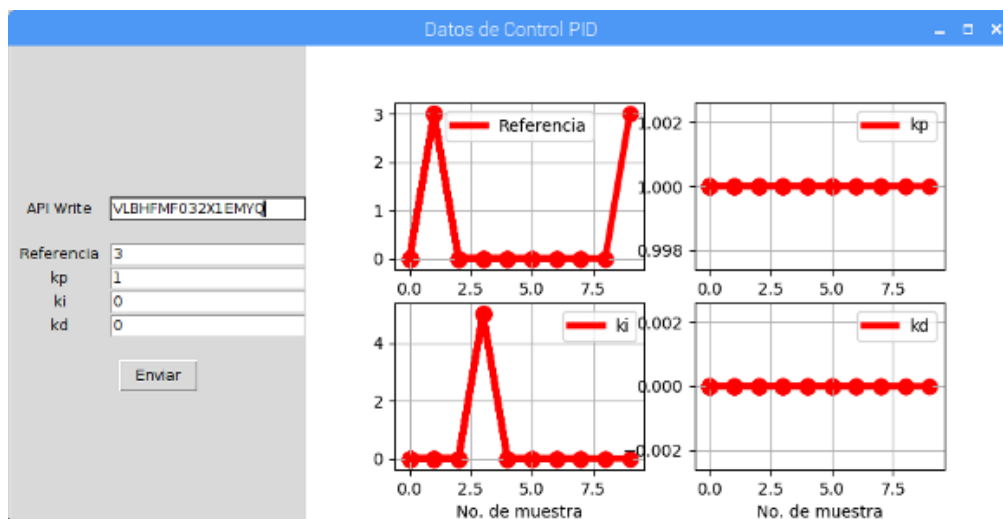 Datos de Control PID
API Write VLBHFMF032X1EMYQ
Referencia 3
kp 1
ki 0
kd 0
Enviar
Referencia
3
2
1
0
0.0 2.5 5.0 7.5
kp
1.002
1.000
0.998
0.0 2.5 5.0 7.5
ki
4
2
0
0.0 2.5 5.0 7.5
No. de muestra
kd
0.002
0.000
−0.002
0.0 2.5 5.0 7.5
No. de muestra